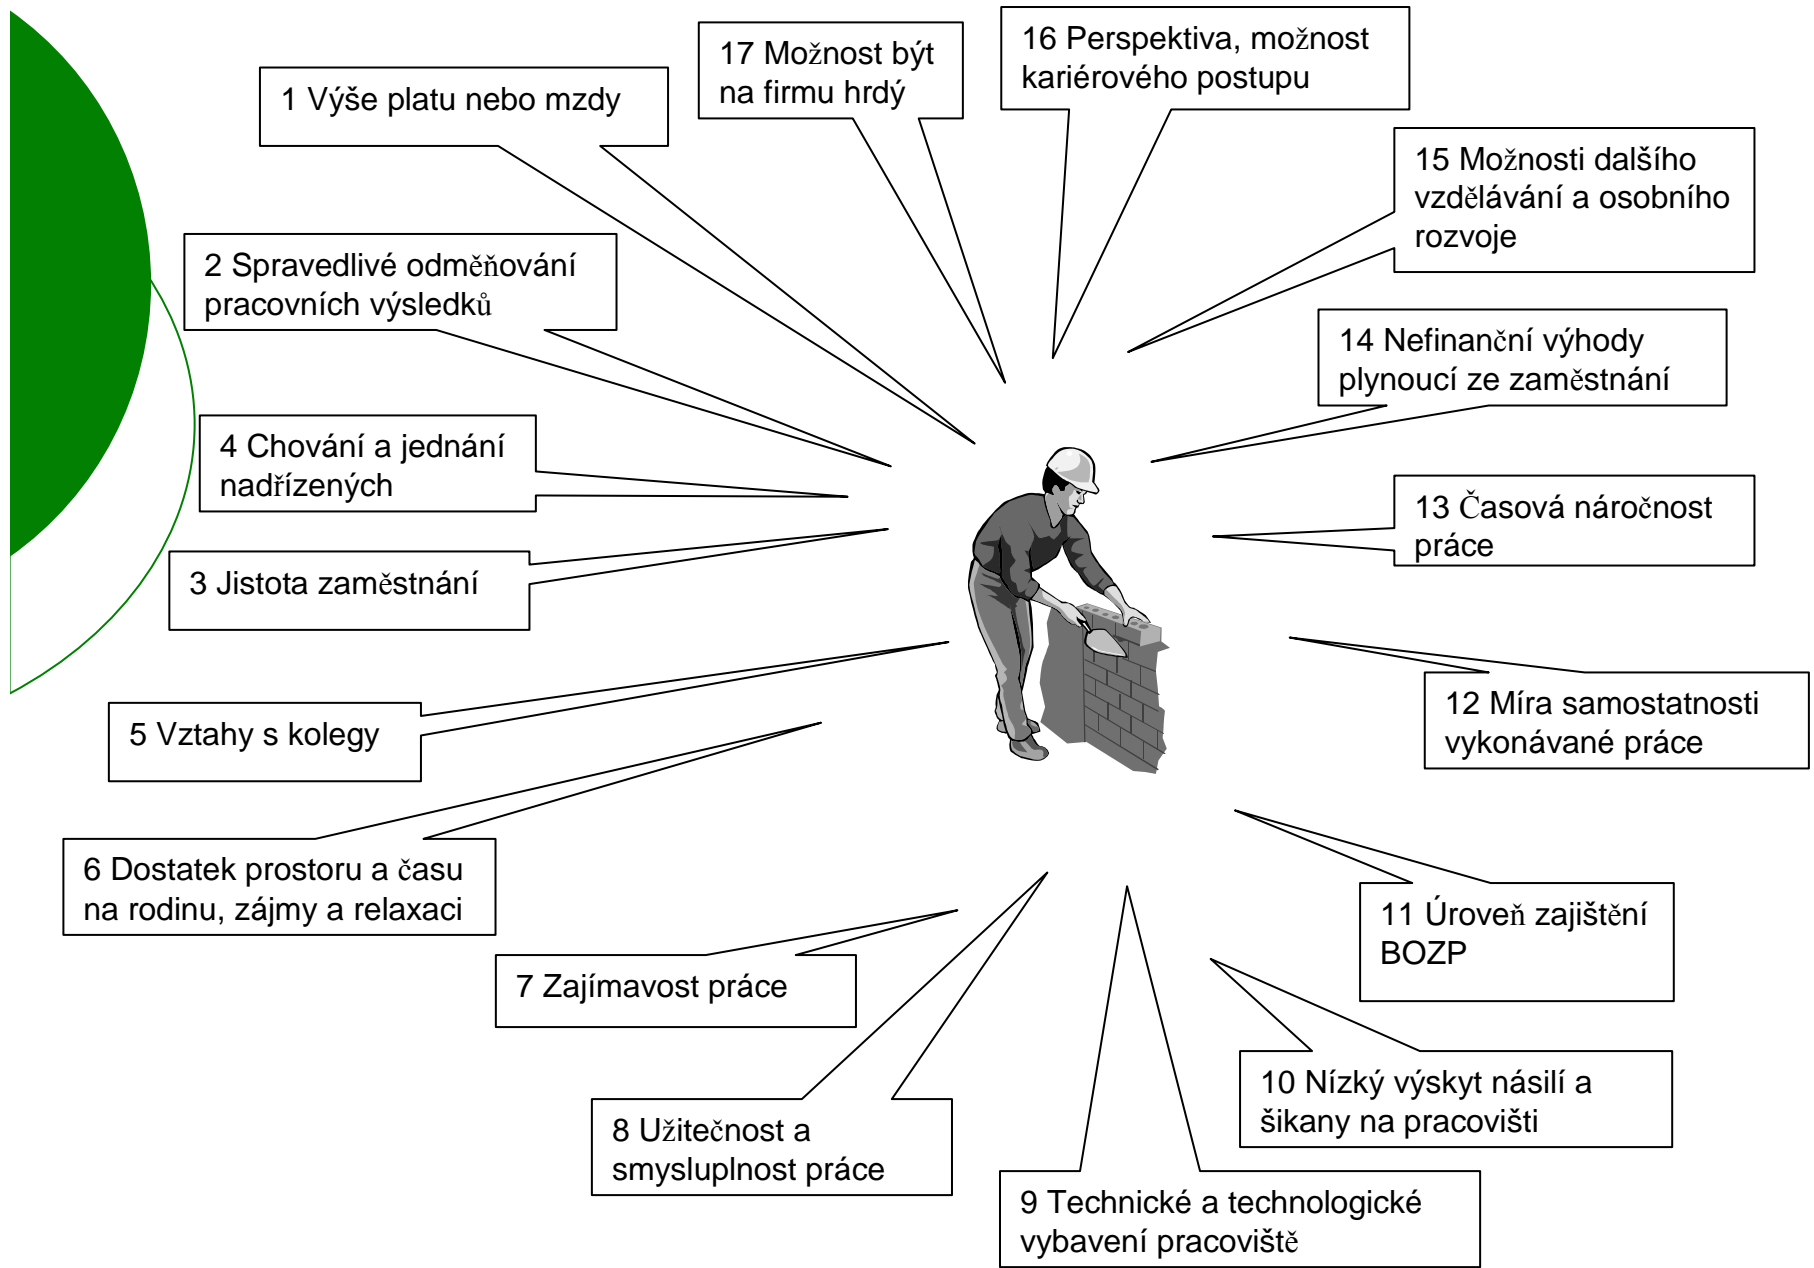 1 Výše platu nebo mzdy
17 Možnost být
na firmu hrdý
16 Perspektiva, možnost
kariérového postupu
15 Možnosti dalšího
vzdělávání a osobního
rozvoje
2 Spravedlivé odměňování
pracovních výsledků
14 Nefinanční výhody
plynoucí ze zaměstnání
4 Chování a jednání
nadřízených
13 Časová náročnost
práce
3 Jistota zaměstnání
5 Vztahy s kolegy
12 Míra samostatnosti
vykonávané práce
6 Dostatek prostoru a času
na rodinu, zájmy a relaxaci
11 Úroveň zajištění
BOZP
7 Zajímavost práce
10 Nízký výskyt násilí a
šikany na pracovišti
8 Užitečnost a
smysluplnost práce
9 Technické a technologické
vybavení pracoviště